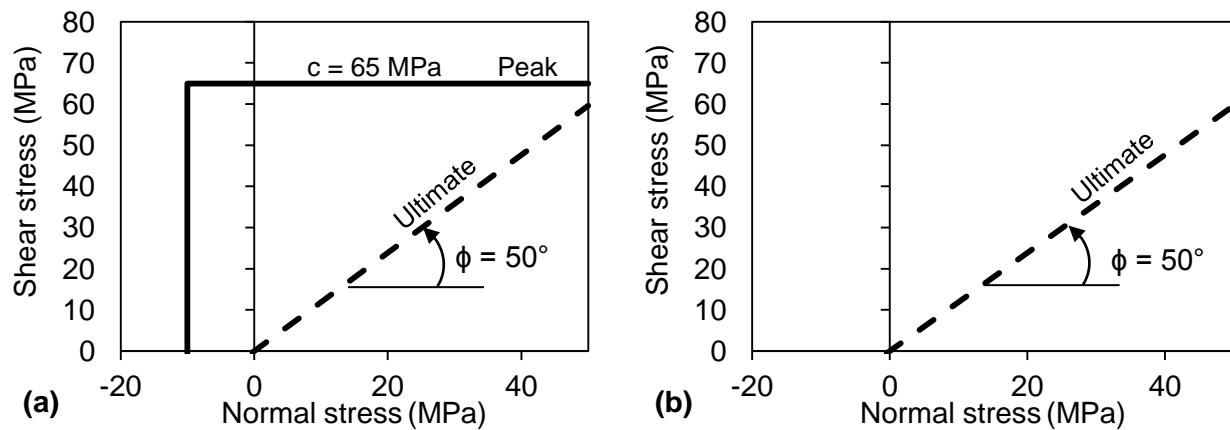 80
70
60
50
40
30
20
10
0
Shear stress (MPa)
c = 65 MPa Peak
Ultimate
ϕ = 50°
-20 0 20 40
(a) Normal stress (MPa)
80
70
60
50
40
30
20
10
0
Shear stress (MPa)
Ultimate
ϕ = 50°
-20 0 20 40
(b) Normal stress (MPa)